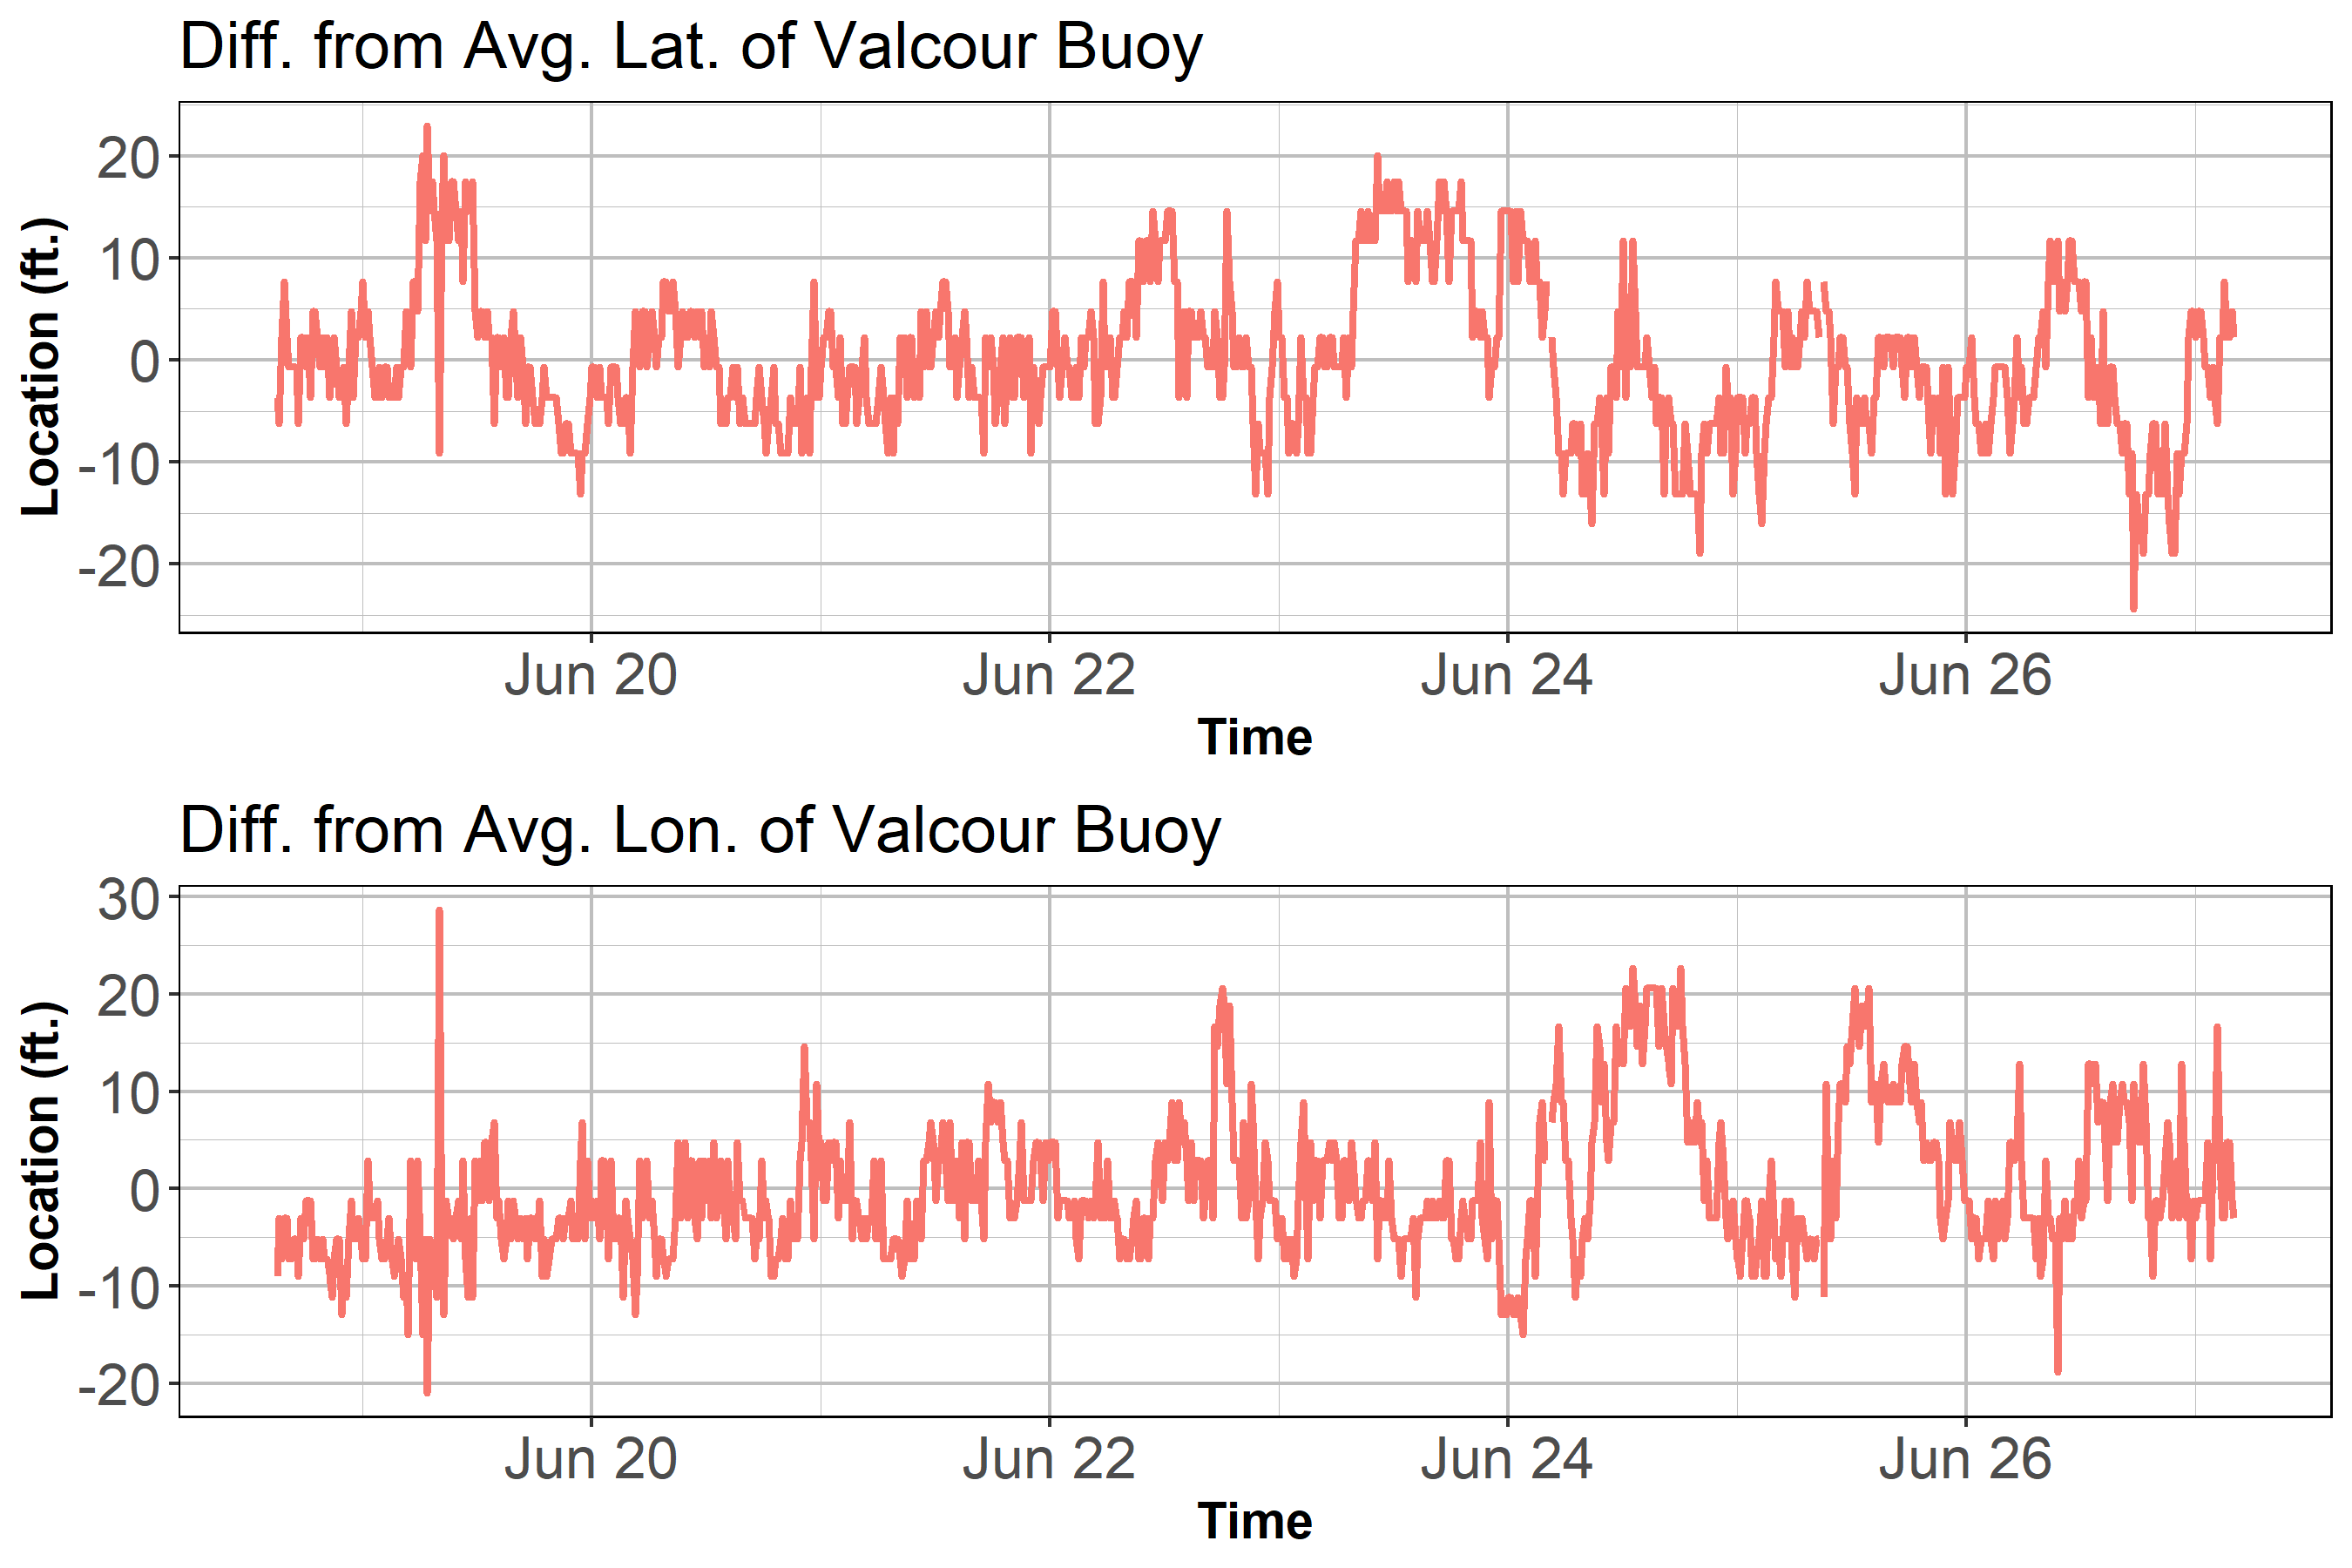 Diff. from Avg. Lat. of Valcour Buoy
Location (ft.)
20
10
0
-10
-20
Jun 20 Jun 22 Jun 24 Jun 26
Time
Diff. from Avg. Lon. of Valcour Buoy
Location (ft.)
30
20
10
0
-10
-20
Jun 20 Jun 22 Jun 24 Jun 26
Time